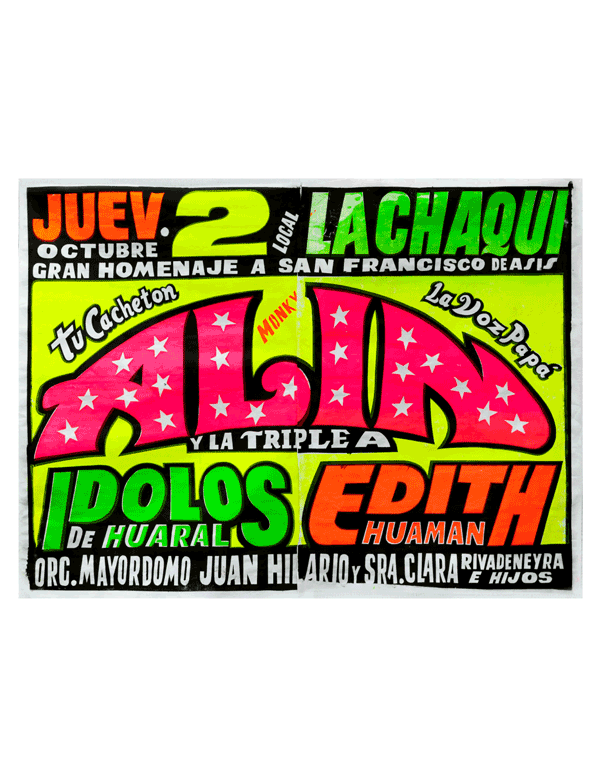 JUEV. 2 LOCAL LA CHAQUI
OCTUBRE
GRAN HOMENAJE A SAN FRANCISCO DE ASIS
Tu Cacheton
MONKY
La Voz Papá
ALIN
Y LA TRIPLE A
IDOLOS
DE HUARAL
EDITH
HUAMAN
ORG. MAYORDOMO JUAN HILARIO Y SRA. CLARA RIVADENEYRA
E HIJOS